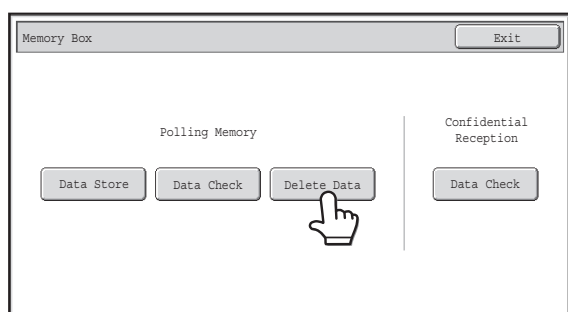 Memory Box
Exit
Polling Memory
Data Store
Data Check
Delete Data
Confidential
Reception
Data Check